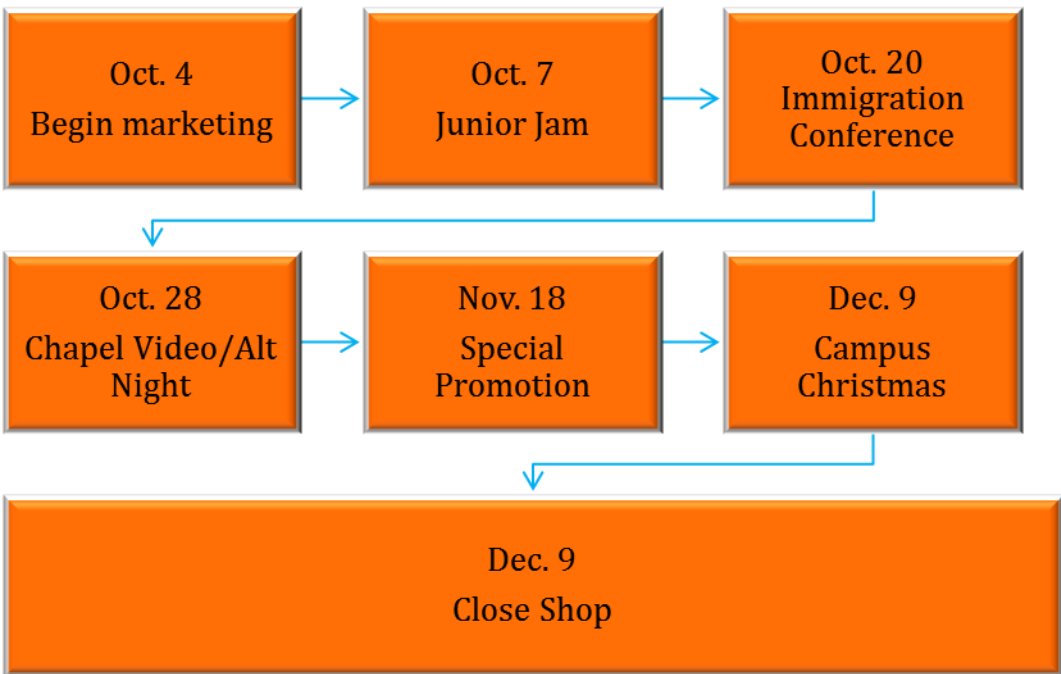 Oct. 4
Begin marketing
Oct. 7
Junior Jam
Oct. 20
Immigration
Conference
Oct. 28
Chapel Video/Alt
Night
Nov. 18
Special
Promotion
Dec. 9
Campus
Christmas
Dec. 9
Close Shop